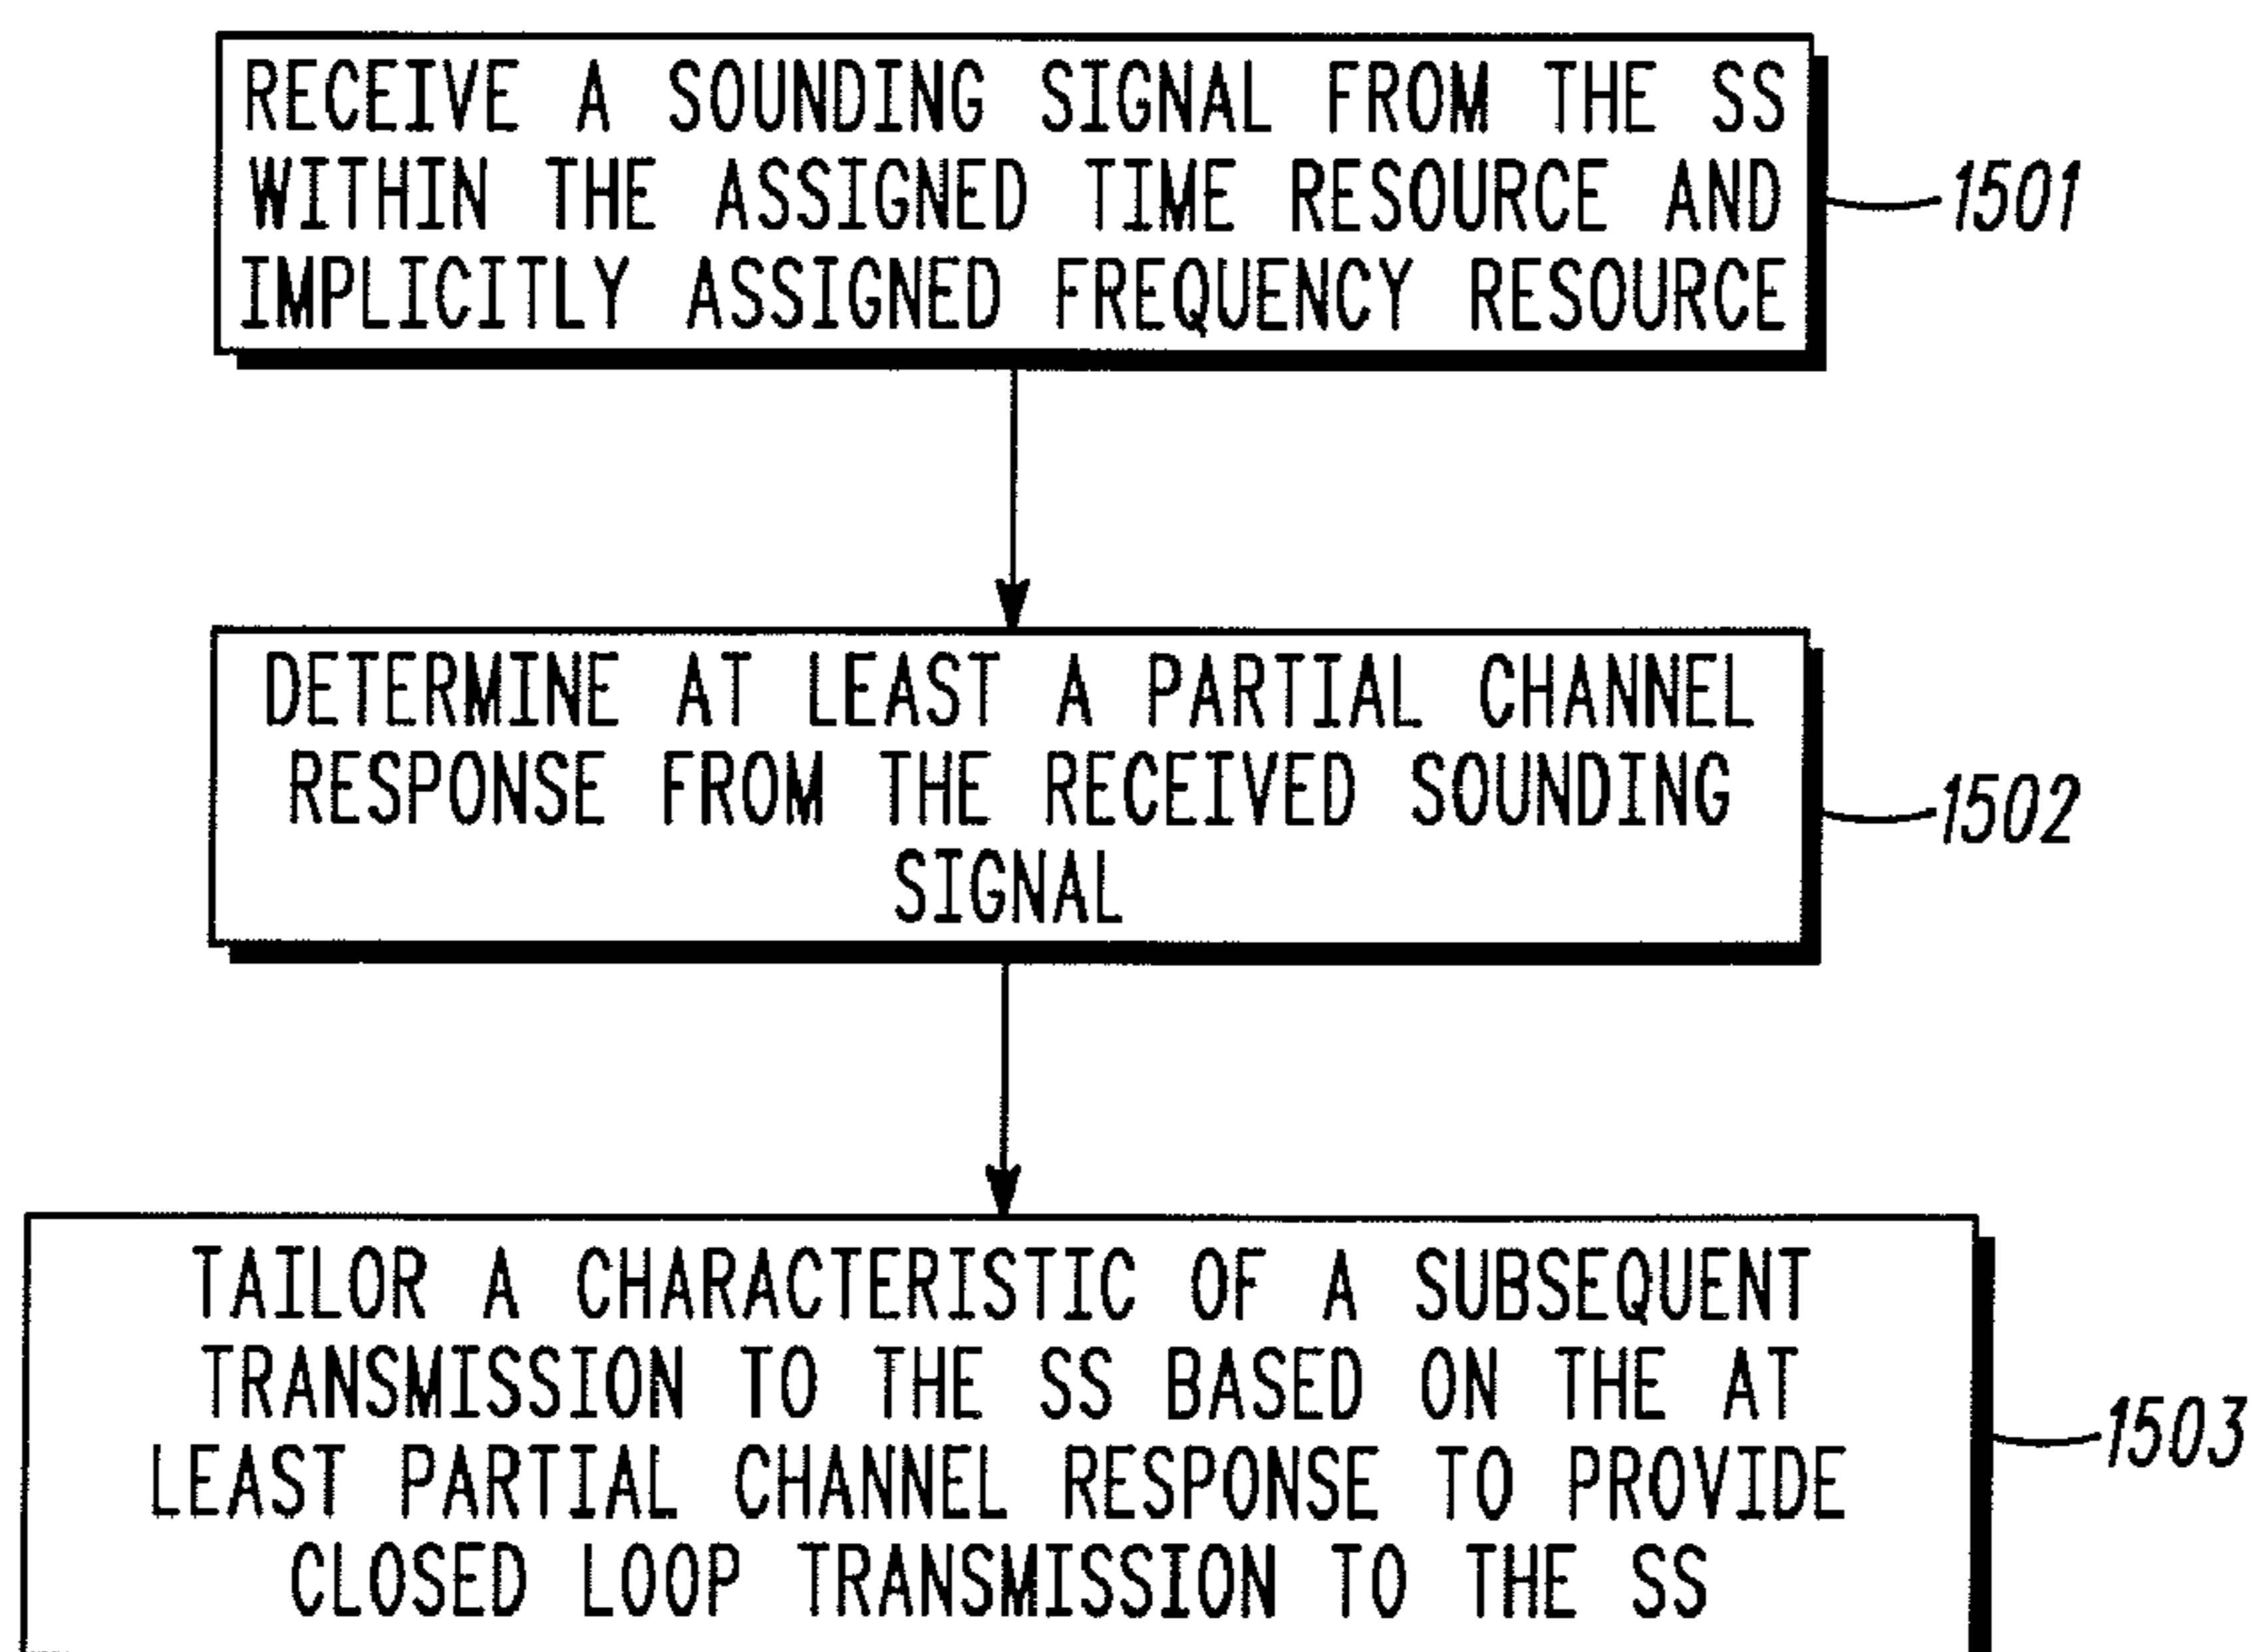 RECEIVE A SOUNDING SIGNAL FROM THE SS
WITHIN THE ASSIGNED TIME RESOURCE AND
IMPLICITLY ASSIGNED FREQUENCY RESOURCE
1501
DETERMINE AT LEAST A PARTIAL CHANNEL
RESPONSE FROM THE RECEIVED SOUNDING
SIGNAL
1502
TAILOR A CHARACTERISTIC OF A SUBSEQUENT
TRANSMISSION TO THE SS BASED ON THE AT
LEAST PARTIAL CHANNEL RESPONSE TO PROVIDE
CLOSED LOOP TRANSMISSION TO THE SS
1503